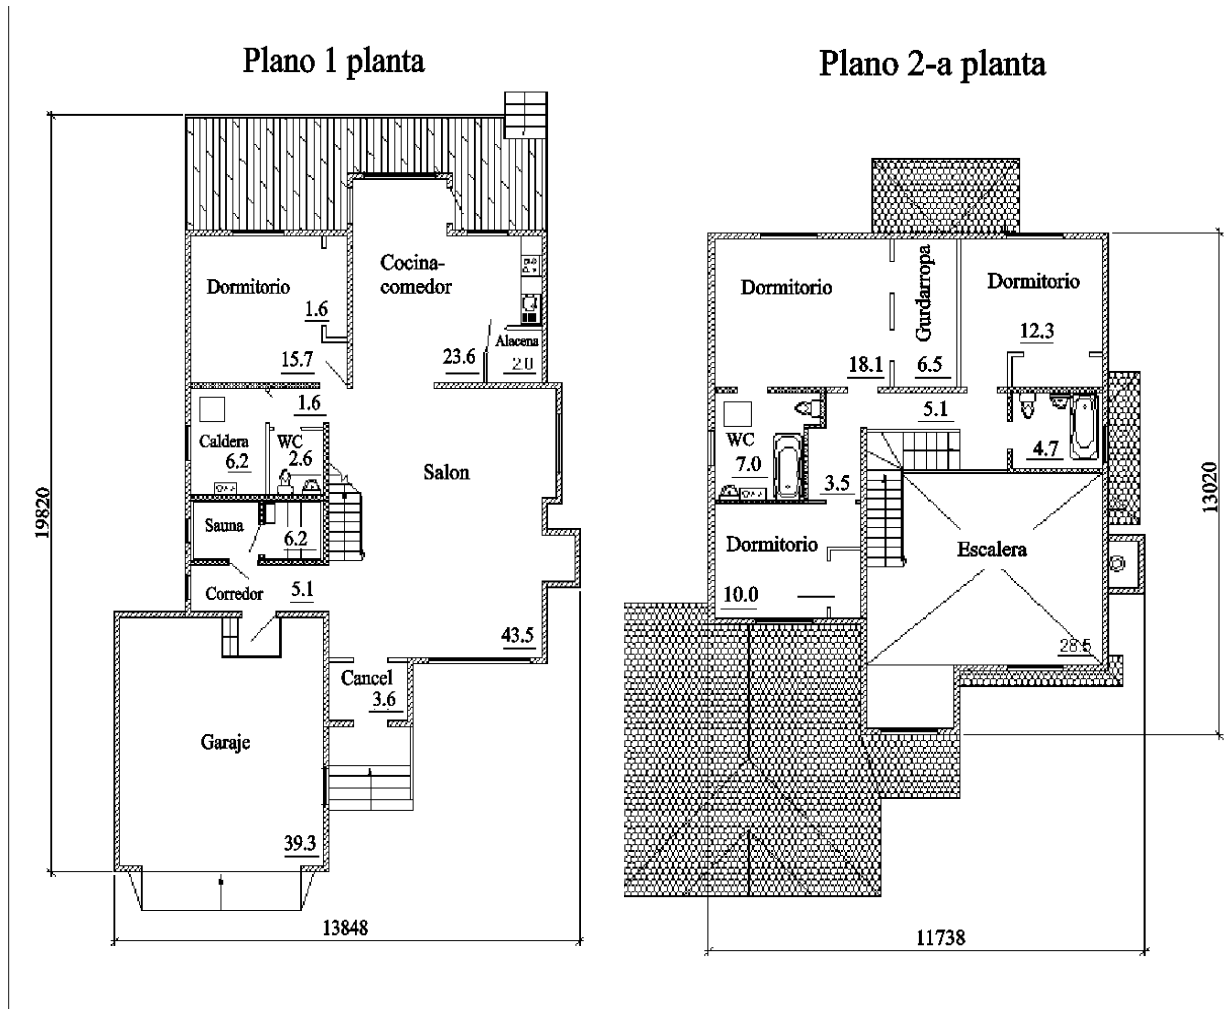 Plano 1 planta
Cocina-
comedor
Dormitorio
1.6
Alacena
15.7
23.6
2.0
1.6
Caldera
WC
6.2
2.6
Salon
Sauna
6.2
Corredor
5.1
43.5
Cancel
3.6
Garaje
39.3
19820
13848
Plano 2-a planta
Dormitorio
Gurdarropa
Dormitorio
12.3
18.1
6.5
5.1
WC
7.0
4.7
3.5
Dormitorio
Escalera
10.0
28.5
13020
11738